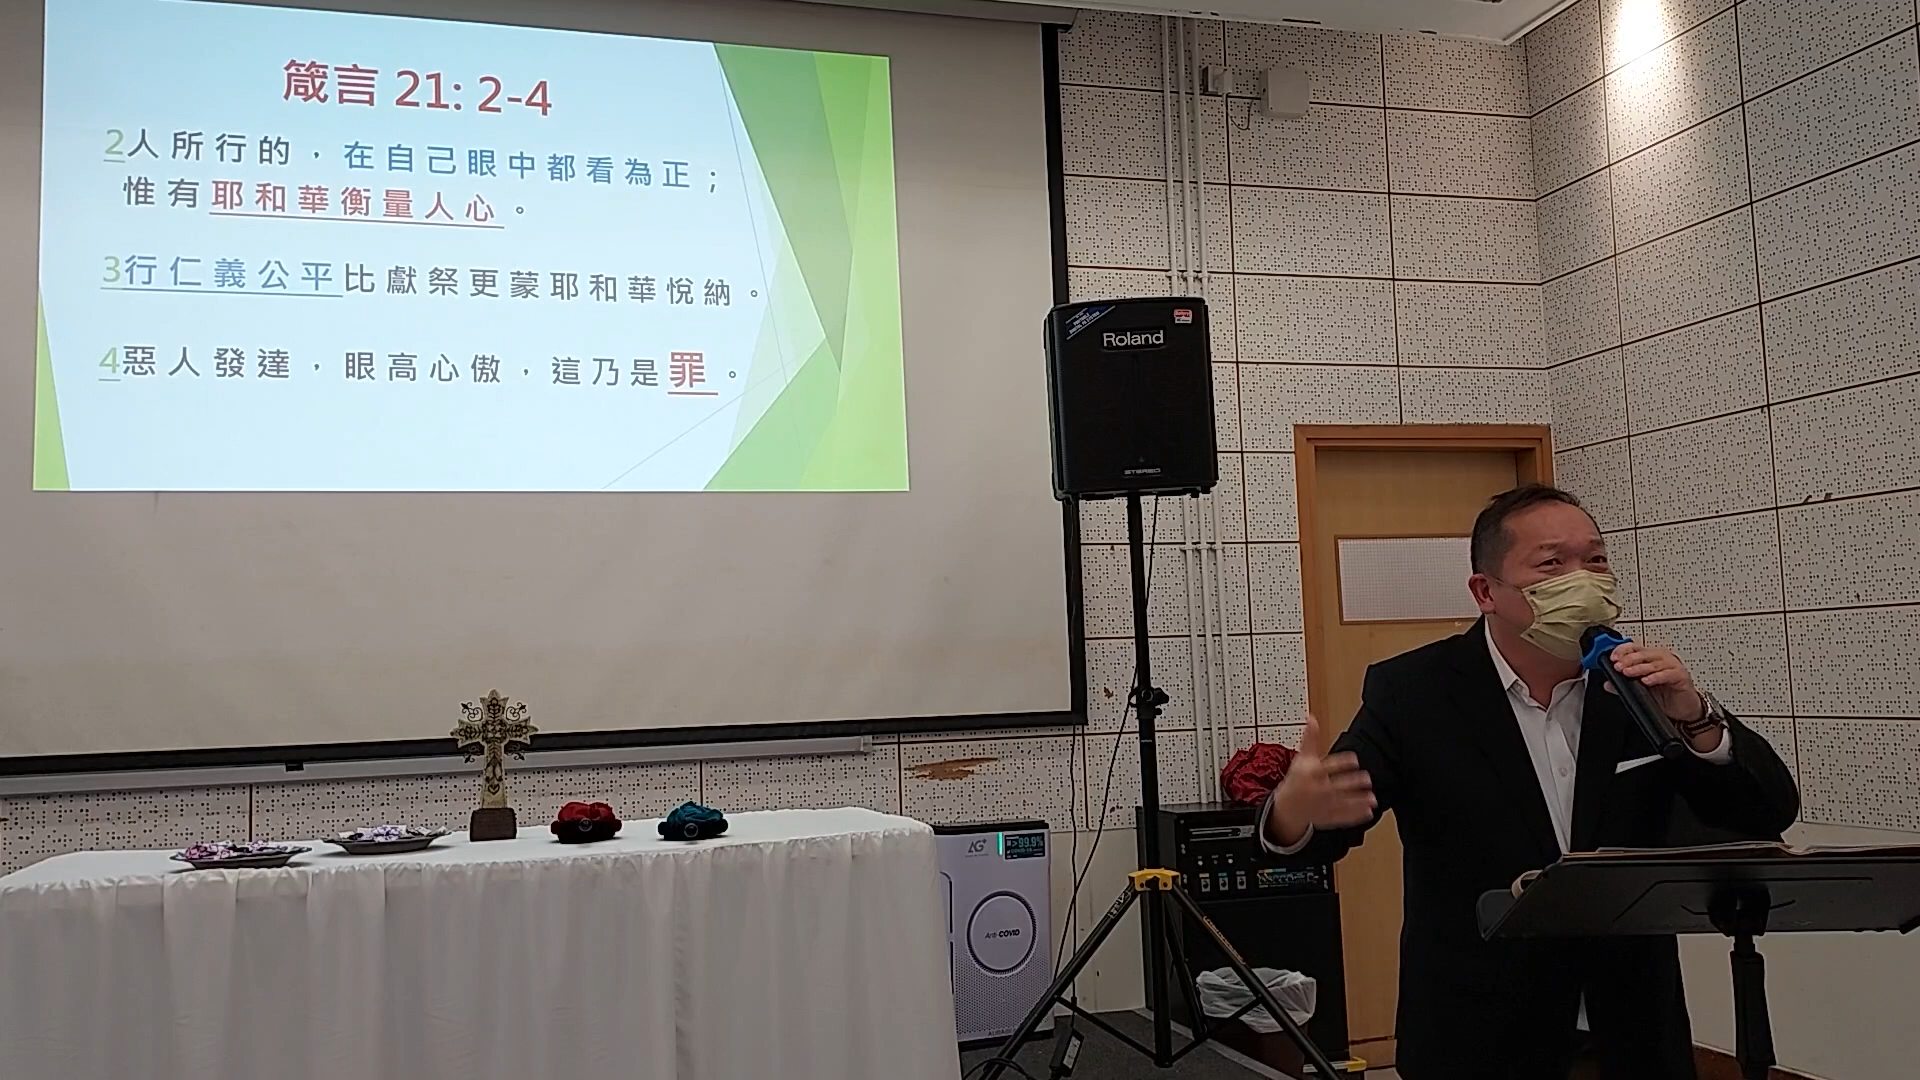 箴言 21: 2-4
2人所行的，在自己眼中都看為正；
惟有耶和華衡量人心。
3行仁義公平比獻祭更蒙耶和華悅納。
4惡人發達，眼高心傲，這乃是罪。
Roland
STEREO
AG+
>99.9%
Anti-COVID